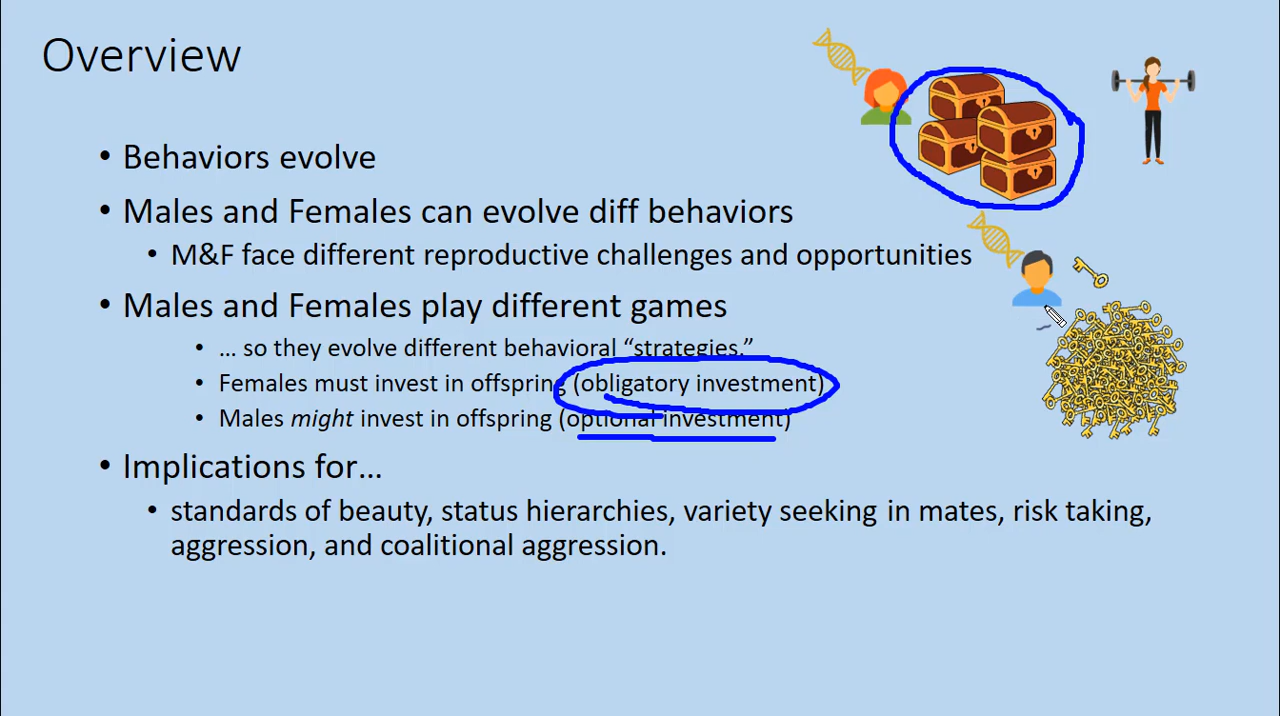 Overview
• Behaviors evolve
• Males and Females can evolve diff behaviors
• M&F face different reproductive challenges and opportunities
• Males and Females play different games
• … so they evolve different behavioral “strategies.”
• Females must invest in offspring (obligatory investment)
• Males might invest in offspring (optional investment)
• Implications for…
• standards of beauty, status hierarchies, variety seeking in mates, risk taking,
aggression, and coalitional aggression.